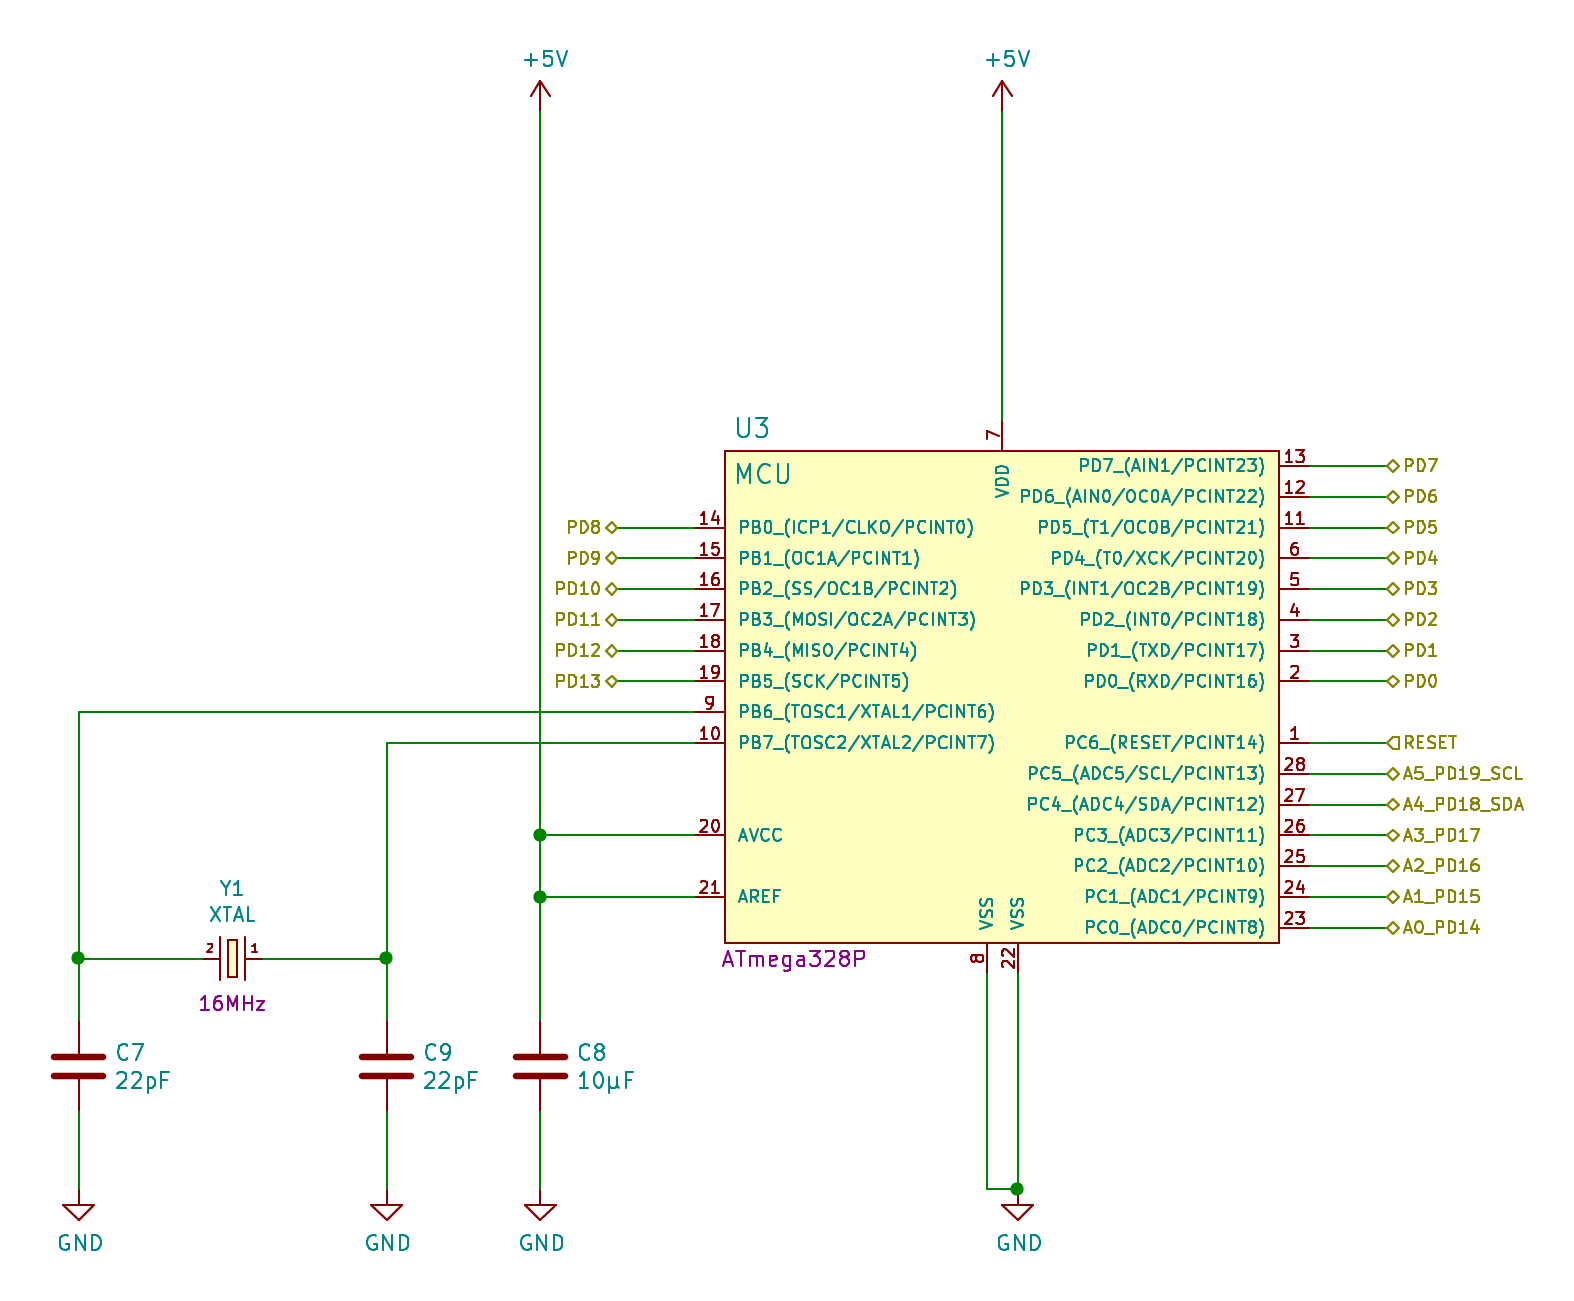 +5V
+5V
U3
MCU
7
VDD
PD8 14 PB0_(ICP1/CLKO/PCINT0)
PD9 15 PB1_(OC1A/PCINT1)
PD10 16 PB2_(SS/OC1B/PCINT2)
PD11 17 PB3_(MOSI/OC2A/PCINT3)
PD12 18 PB4_(MISO/PCINT4)
PD13 19 PB5_(SCK/PCINT5)
9 PB6_(TOSC1/XTAL1/PCINT6)
10 PB7_(TOSC2/XTAL2/PCINT7)
20 AVCC
21 AREF
PD7_(AIN1/PCINT23) 13 PD7
PD6_(AIN0/OC0A/PCINT22) 12 PD6
PD5_(T1/OC0B/PCINT21) 11 PD5
PD4_(T0/XCK/PCINT20) 6 PD4
PD3_(INT1/OC2B/PCINT19) 5 PD3
PD2_(INT0/PCINT18) 4 PD2
PD1_(TXD/PCINT17) 3 PD1
PD0_(RXD/PCINT16) 2 PD0
PC6_(RESET/PCINT14) 1 RESET
PC5_(ADC5/SCL/PCINT13) 28 A5_PD19_SCL
PC4_(ADC4/SDA/PCINT12) 27 A4_PD18_SDA
PC3_(ADC3/PCINT11) 26 A3_PD17
PC2_(ADC2/PCINT10) 25 A2_PD16
PC1_(ADC1/PCINT9) 24 A1_PD15
PC0_(ADC0/PCINT8) 23 A0_PD14
VSS
VSS
8
22
ATmega328P
Y1
XTAL
2 1
16MHz
C7
22pF
C9
22pF
C8
10µF
GND
GND
GND
GND